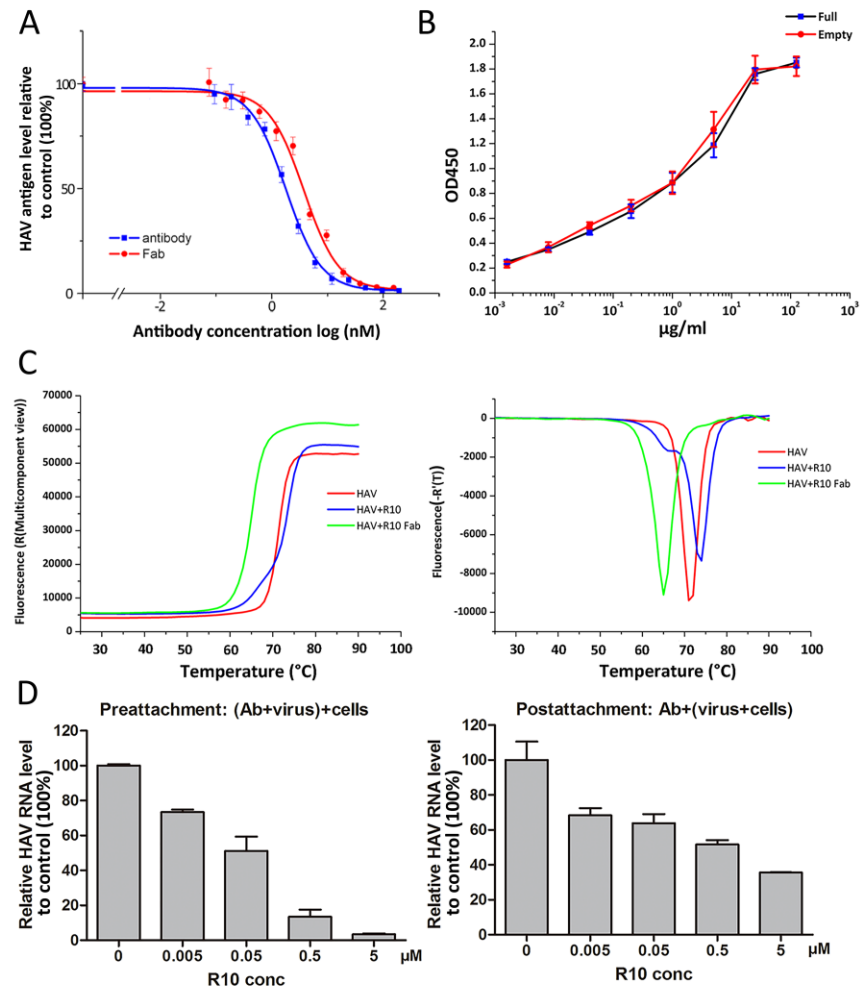 A
HAV antigen level relative
to control (100%)
100
50
0
antibody
Fab
-2
0
2
Antibody concentration log (nM)
B
Full
Empty
OD450
2.0
1.8
1.6
1.4
1.2
1.0
0.8
0.6
0.4
0.2
0.0
10⁻³ 10⁻² 10⁻¹ 10⁰ 10¹ 10² 10³
µg/ml
C
Fluorescence (R(Multicomponent view))
70000
60000
50000
40000
30000
20000
10000
0
HAV
HAV+R10
HAV+R10 Fab
30 40 50 60 70 80 90 100
Temperature (°C)
Fluorescence(-R'(T))
0
-2000
-4000
-6000
-8000
-10000
HAV
HAV+R10
HAV+R10 Fab
30 40 50 60 70 80 90 100
Temperature (°C)
D
Preattachment: (Ab+virus)+cells
Relative HAV RNA level
to control (100%)
120
100
80
60
40
20
0
0 0.005 0.05 0.5 5 µM
R10 conc
Postattachment: Ab+(virus+cells)
Relative HAV RNA level
to control (100%)
120
100
80
60
40
20
0
0 0.005 0.05 0.5 5 µM
R10 conc